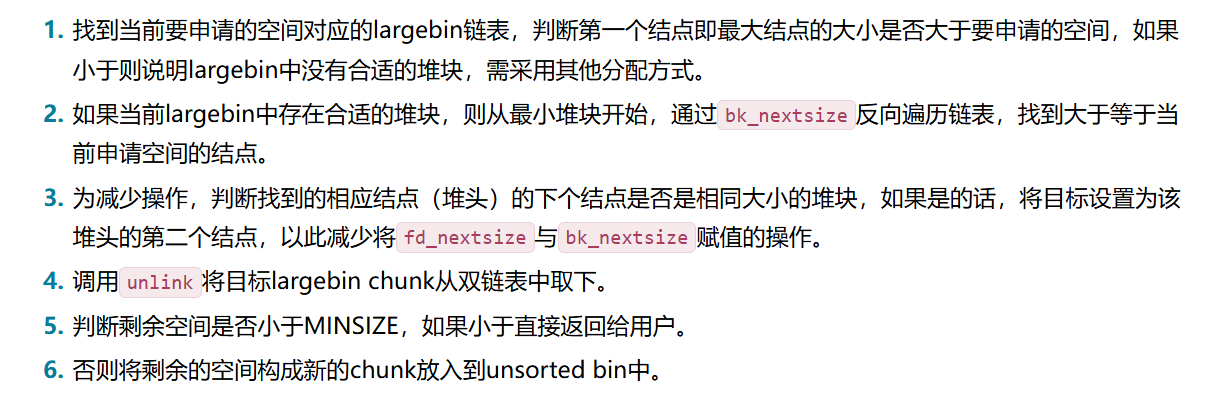 1. 找到当前要申请的空间对应的largebin链表，判断第一个结点即最大结点的大小是否大于要申请的空间，如果
小于则说明largebin中没有合适的堆块，需采用其他分配方式。
2. 如果当前largebin中存在合适的堆块，则从最小堆块开始，通过bk_nextsize反向遍历链表，找到大于等于当
前申请空间的结点。
3. 为减少操作，判断找到的相应结点（堆头）的下个结点是否是相同大小的堆块，如果是的话，将目标设置为该
堆头的第二个结点，以此减少将fd_nextsize与bk_nextsize赋值的操作。
4. 调用unlink将目标largebin chunk从双链表中取下。
5. 判断剩余空间是否小于MINSIZE，如果小于直接返回给用户。
6. 否则将剩余的空间构成新的chunk放入到unsorted bin中。